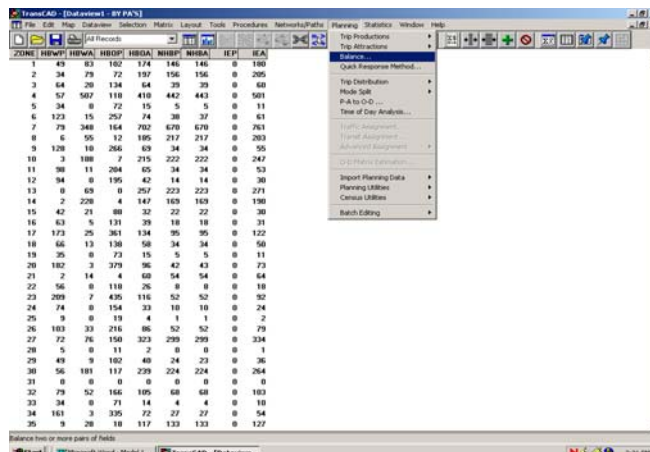 TransCAD - [Dataview1 - BY PA'S]
File Edit Map Dataview Selection Matrix Layout Tools Procedures Networks/Paths Planning Statistics Window Help
All Records
Trip Productions
Trip Attractions
Balance...
Quick Response Method...
Trip Distribution
Mode Split
P-A to O-D ...
Time of Day Analysis...
Traffic Assignment
Transit Assignment
Advanced Assignment
O-D Matrix Estimation...
Import Planning Data
Planning Utilities
Census Utilities
Batch Editing
ZONE HBWP HBWA HBOP HBOA NHBP NHBA IEP IEA
1 49 83 102 174 146 146 0 180
2 34 79 72 197 156 156 0 205
3 64 20 134 64 39 39 0 60
4 57 507 118 410 442 443 0 501
5 34 0 72 15 5 5 0 11
6 123 15 257 74 38 37 0 61
7 79 348 164 702 670 670 0 761
8 6 55 12 185 217 217 0 203
9 128 10 266 69 34 34 0 55
10 3 108 7 215 222 222 0 247
11 98 11 204 65 34 34 0 53
12 94 0 195 42 14 14 0 30
13 0 69 0 257 223 223 0 271
14 2 228 4 147 169 169 0 190
15 42 21 88 32 22 22 0 30
16 63 5 131 39 18 18 0 31
17 173 25 361 134 95 95 0 122
18 66 13 138 58 34 34 0 50
19 35 0 73 15 5 5 0 11
20 182 3 379 96 42 43 0 73
21 2 14 4 60 54 54 0 64
22 56 0 118 26 8 8 0 18
23 209 7 435 116 52 52 0 92
24 74 0 154 33 10 10 0 24
25 9 0 19 4 1 1 0 2
26 103 33 216 86 52 52 0 79
27 72 76 150 323 299 299 0 334
28 5 0 11 2 0 0 0 1
29 49 9 102 40 24 23 0 36
30 56 181 117 239 224 224 0 264
31 0 0 0 0 0 0 0 0
32 79 52 166 105 68 68 0 103
33 34 0 71 14 4 4 0 10
34 161 3 335 72 27 27 0 54
35 9 20 18 117 133 133 0 127
Balance two or more pairs of fields